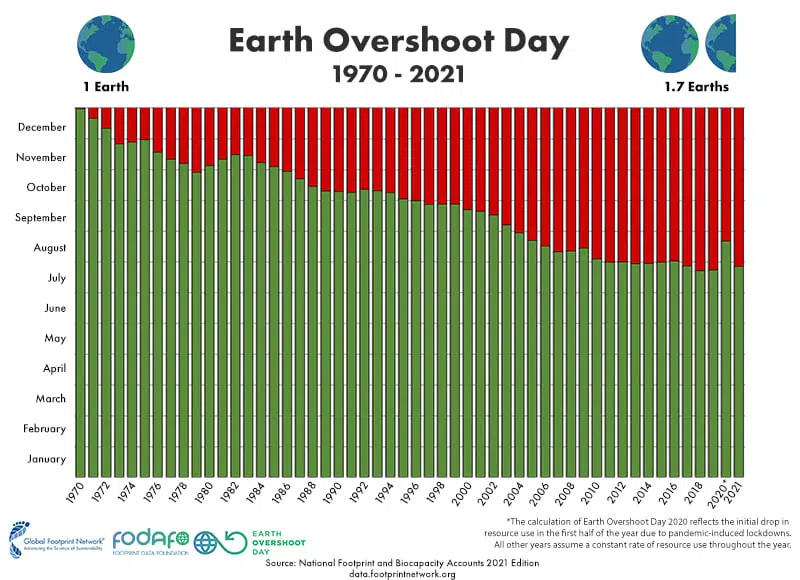 Earth Overshoot Day
1970 - 2021
1 Earth
1.7 Earths
December
November
October
September
August
July
June
May
April
March
February
January
1970
1972
1974
1976
1978
1980
1982
1984
1986
1988
1990
1992
1994
1996
1998
2000
2002
2004
2006
2008
2010
2012
2014
2016
2018
2020*
2021
Global Footprint Network®
Advancing the Science of Sustainability
FODAFO
FOOTPRINT DATA FOUNDATION
EARTH
OVERSHOOT
DAY
*The calculation of Earth Overshoot Day 2020 reflects the initial drop in
resource use in the first half of the year due to pandemic-induced lockdowns.
All other years assume a constant rate of resource use throughout the year.
Source: National Footprint and Biocapacity Accounts 2021 Edition
data.footprintnetwork.org